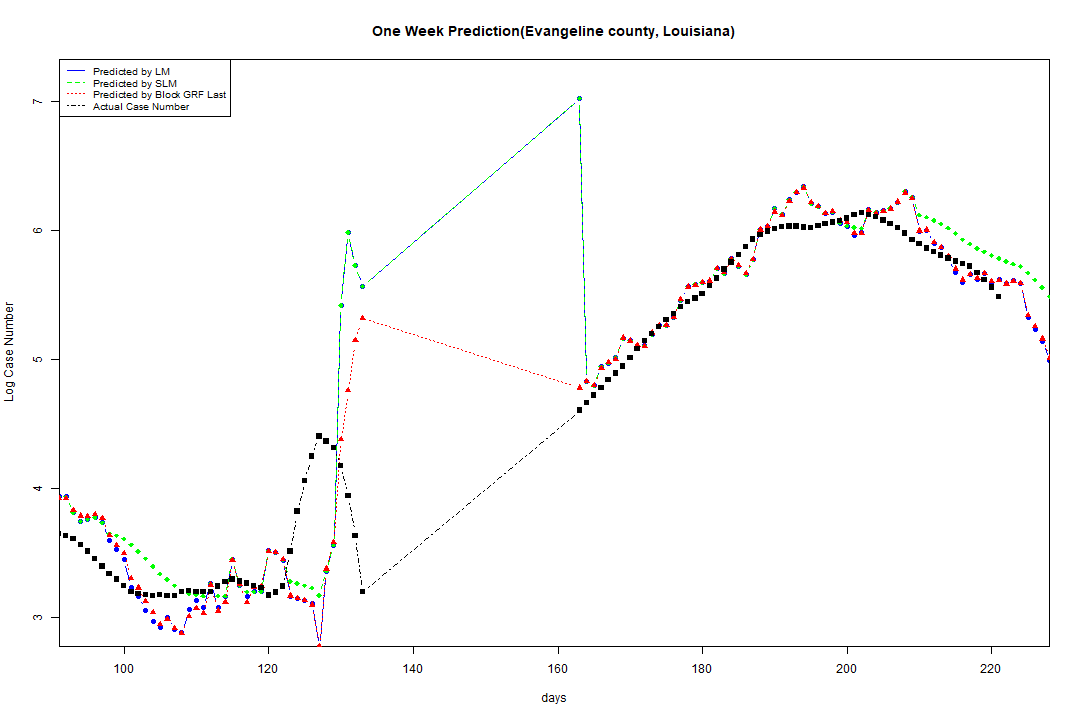 One Week Prediction(Evangeline county, Louisiana)
Predicted by LM
Predicted by SLM
Predicted by Block GRF Last
Actual Case Number
Log Case Number
7
6
5
4
3
100 120 140 160 180 200 220
days